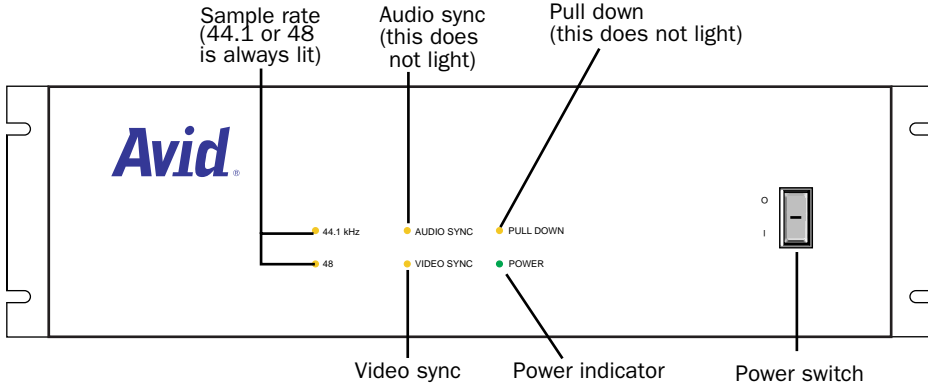 Sample rate
(44.1 or 48
is always lit)
Audio sync
(this does
not light)
Pull down
(this does not light)
Avid®
O
I
44.1 kHz
AUDIO SYNC
PULL DOWN
48
VIDEO SYNC
POWER
Video sync
Power indicator
Power switch